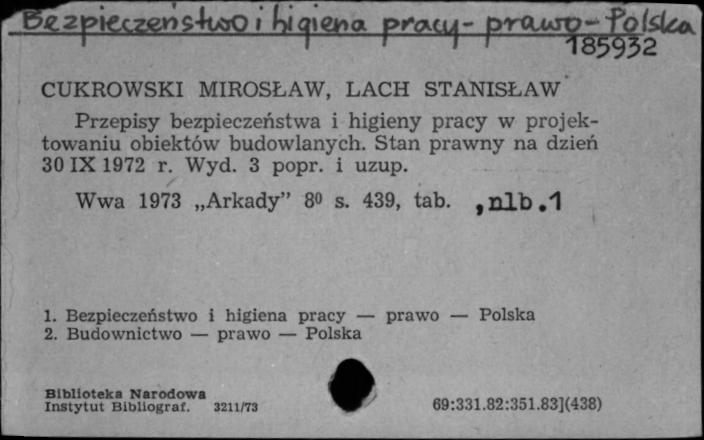 Bezpieczeństwo i higiena pracy - prawo - Polska
185932
CUKROWSKI MIROSŁAW, LACH STANISŁAW
Przepisy bezpieczeństwa i higieny pracy w projek-
towaniu obiektów budowlanych. Stan prawny na dzień
30 IX 1972 r. Wyd. 3 popr. i uzup.
Wwa 1973 „Arkady” 8⁰ s. 439, tab. , nlb. 1
1. Bezpieczeństwo i higiena pracy — prawo — Polska
2. Budownictwo — prawo — Polska
Biblioteka Narodowa
Instytut Bibliograf. 3211/73 69:331.82:351.83](438)